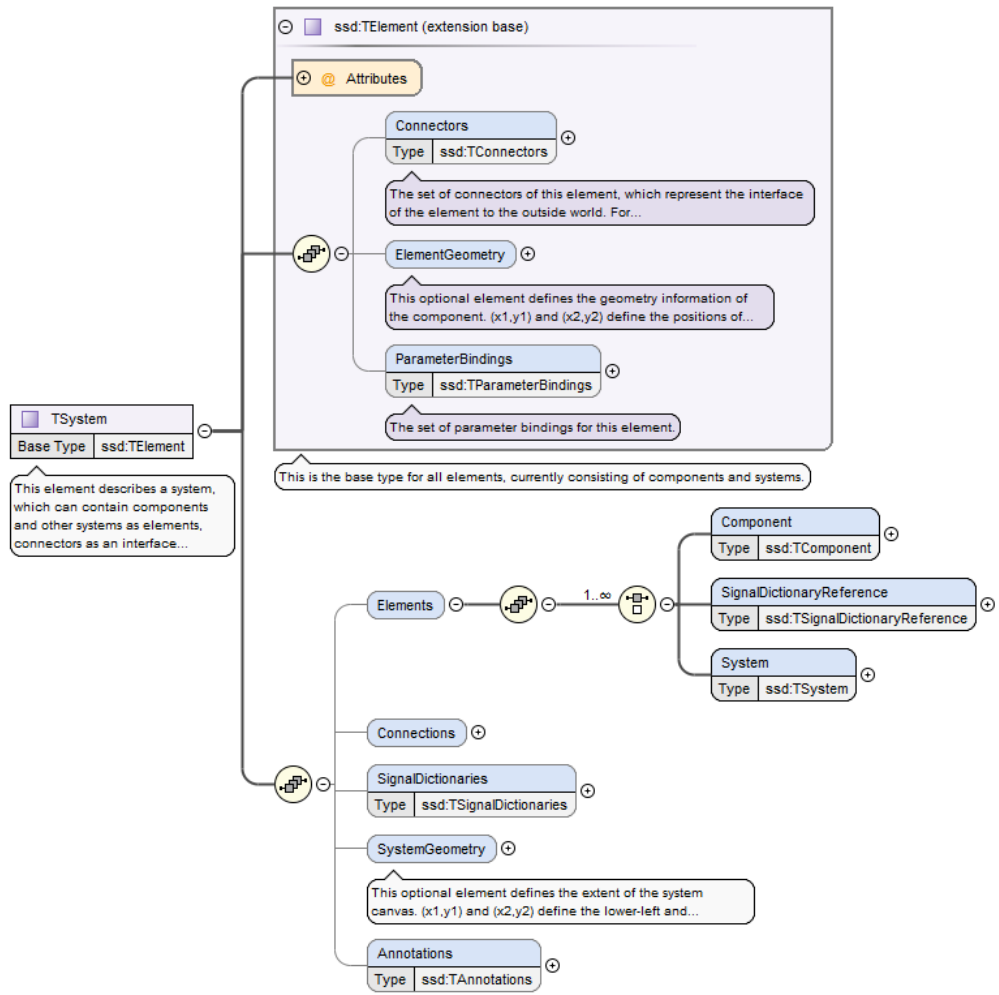 ssd:TElement (extension base)
@ Attributes
Connectors
Type ssd:TConnectors
The set of connectors of this element, which represent the interface
of the element to the outside world. For...
ElementGeometry
This optional element defines the geometry information of
the component. (x1,y1) and (x2,y2) define the positions of...
ParameterBindings
Type ssd:TParameterBindings
The set of parameter bindings for this element.
This is the base type for all elements, currently consisting of components and systems.
TSystem
Base Type ssd:TElement
This element describes a system,
which can contain components
and other systems as elements,
connectors as an interface...
Elements
1..∞
Component
Type ssd:TComponent
SignalDictionaryReference
Type ssd:TSignalDictionaryReference
System
Type ssd:TSystem
Connections
SignalDictionaries
Type ssd:TSignalDictionaries
SystemGeometry
This optional element defines the extent of the system
canvas. (x1,y1) and (x2,y2) define the lower-left and...
Annotations
Type ssd:TAnnotations